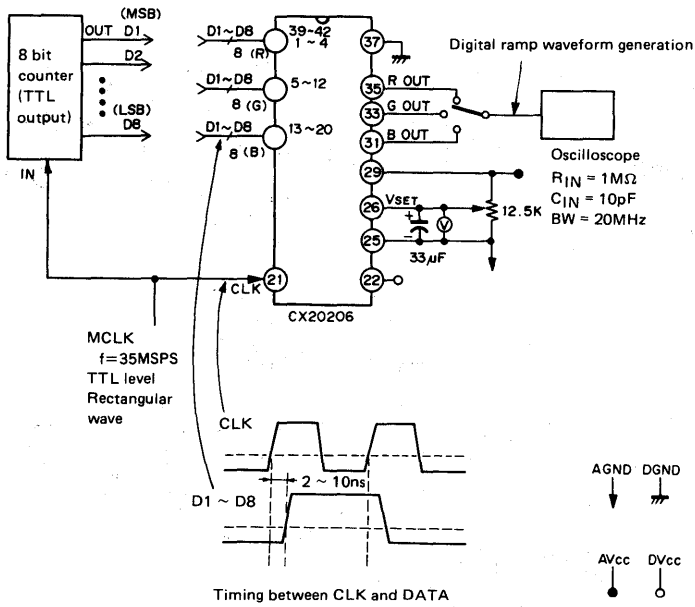 (MSB)
OUT D1
8 bit
counter
(TTL
output)
D2
(LSB)
D8
IN
D1~D8
8 (R)
39~42
1~4
D1~D8
8 (G)
5~12
D1~D8
8 (B)
13~20
37
35
R OUT
33
G OUT
31
B OUT
29
26
VSET
25
22
21
CLK
CX20206
+
−
33μF
V
12.5K
Digital ramp waveform generation
Oscilloscope
RIN = 1MΩ
CIN = 10pF
BW = 20MHz
MCLK
f=35MSPS
TTL level
Rectangular
wave
CLK
2 ~ 10ns
D1 ~ D8
Timing between CLK and DATA
AGND DGND
AVcc DVcc